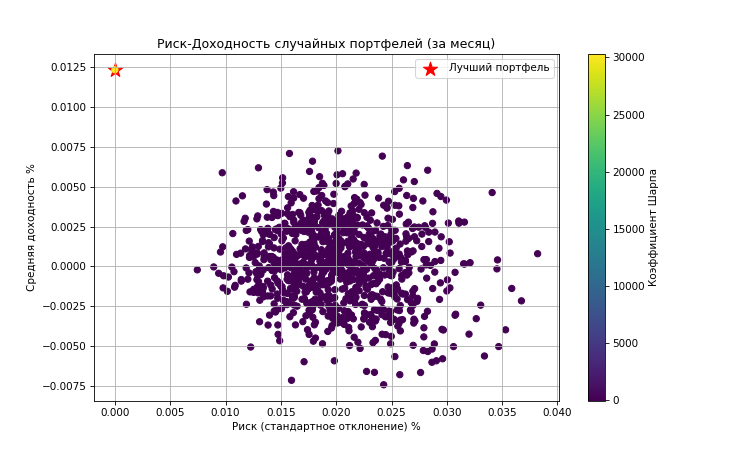 Риск-Доходность случайных портфелей (за месяц)
Лучший портфель
Средняя доходность %
0.0125
0.0100
0.0075
0.0050
0.0025
0.0000
−0.0025
−0.0050
−0.0075
0.000 0.005 0.010 0.015 0.020 0.025 0.030 0.035 0.040
Риск (стандартное отклонение) %
30000
25000
20000
15000
10000
5000
0
Коэффициент Шарпа